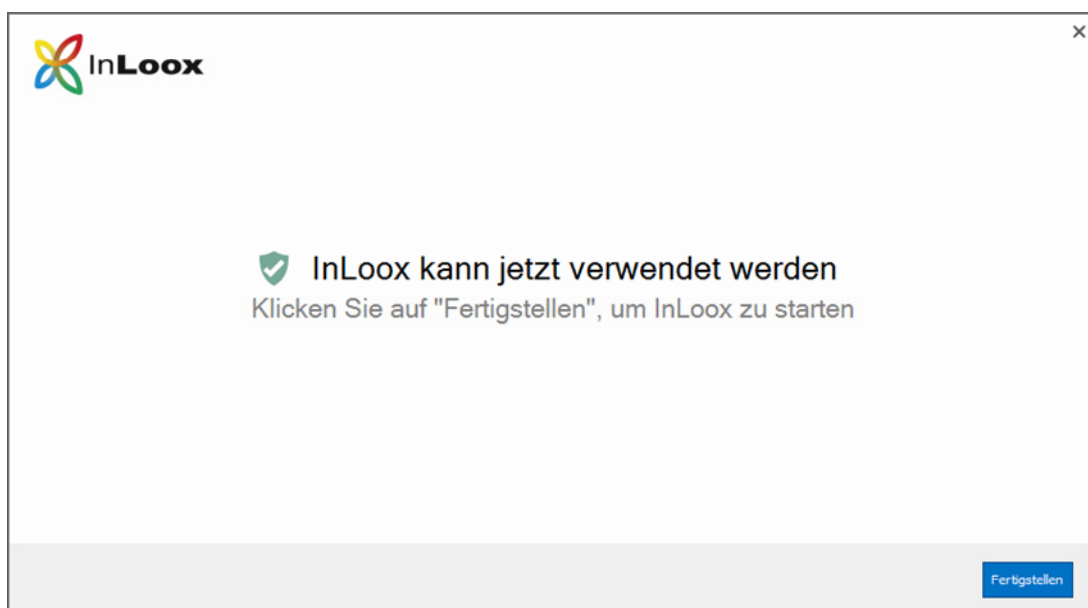 InLoox
InLoox kann jetzt verwendet werden
Klicken Sie auf "Fertigstellen", um InLoox zu starten
Fertigstellen